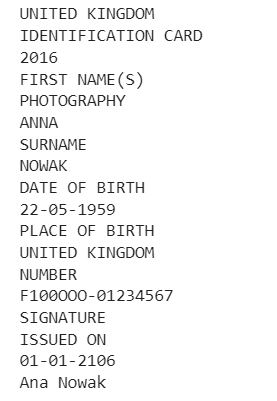 UNITED KINGDOM
IDENTIFICATION CARD
2016
FIRST NAME(S)
PHOTOGRAPHY
ANNA
SURNAME
NOWAK
DATE OF BIRTH
22-05-1959
PLACE OF BIRTH
UNITED KINGDOM
NUMBER
F100OOO-01234567
SIGNATURE
ISSUED ON
01-01-2106
Ana Nowak